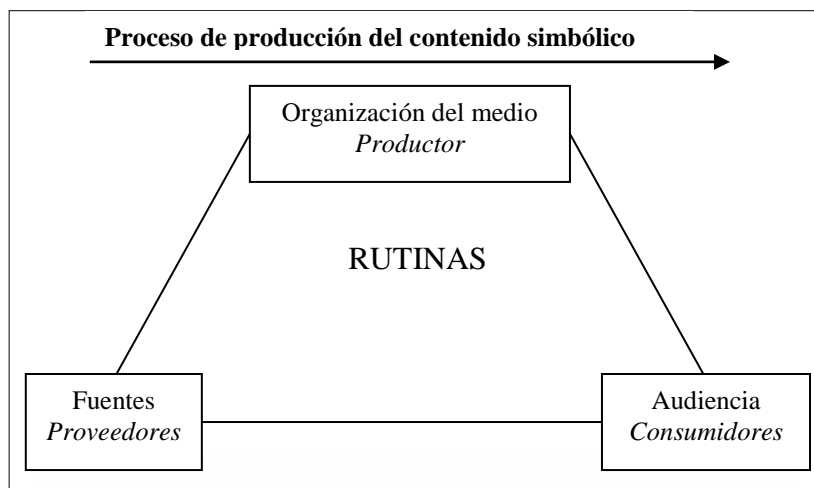 Proceso de producción del contenido simbólico
Organización del medio
Productor
RUTINAS
Fuentes
Proveedores
Audiencia
Consumidores